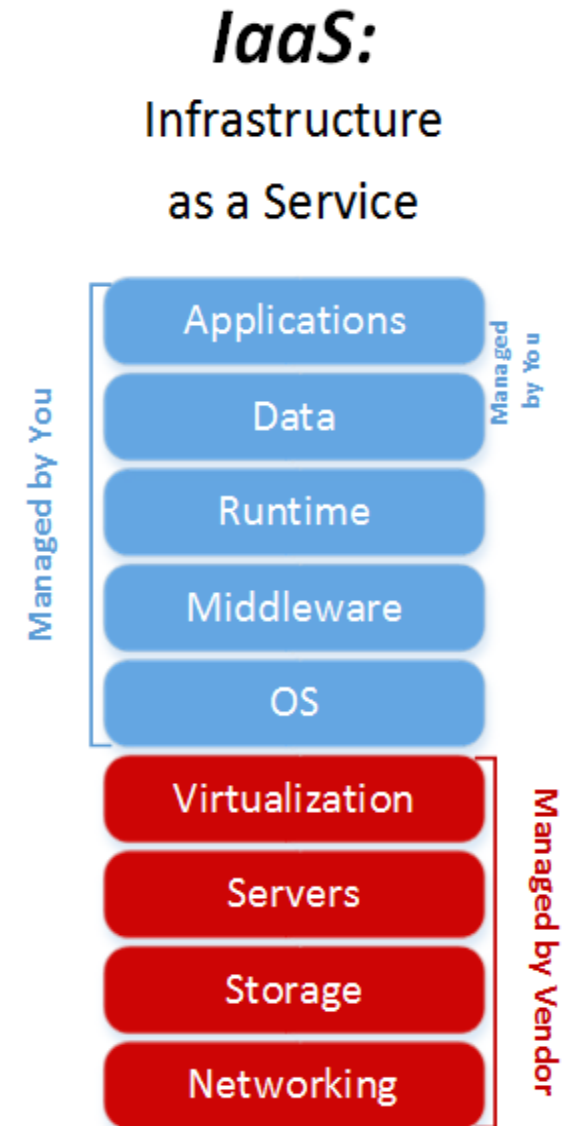 IaaS:
Infrastructure
as a Service
Managed by You
Applications
Data
Runtime
Middleware
OS
Managed
by You
Virtualization
Servers
Storage
Networking
Managed by Vendor